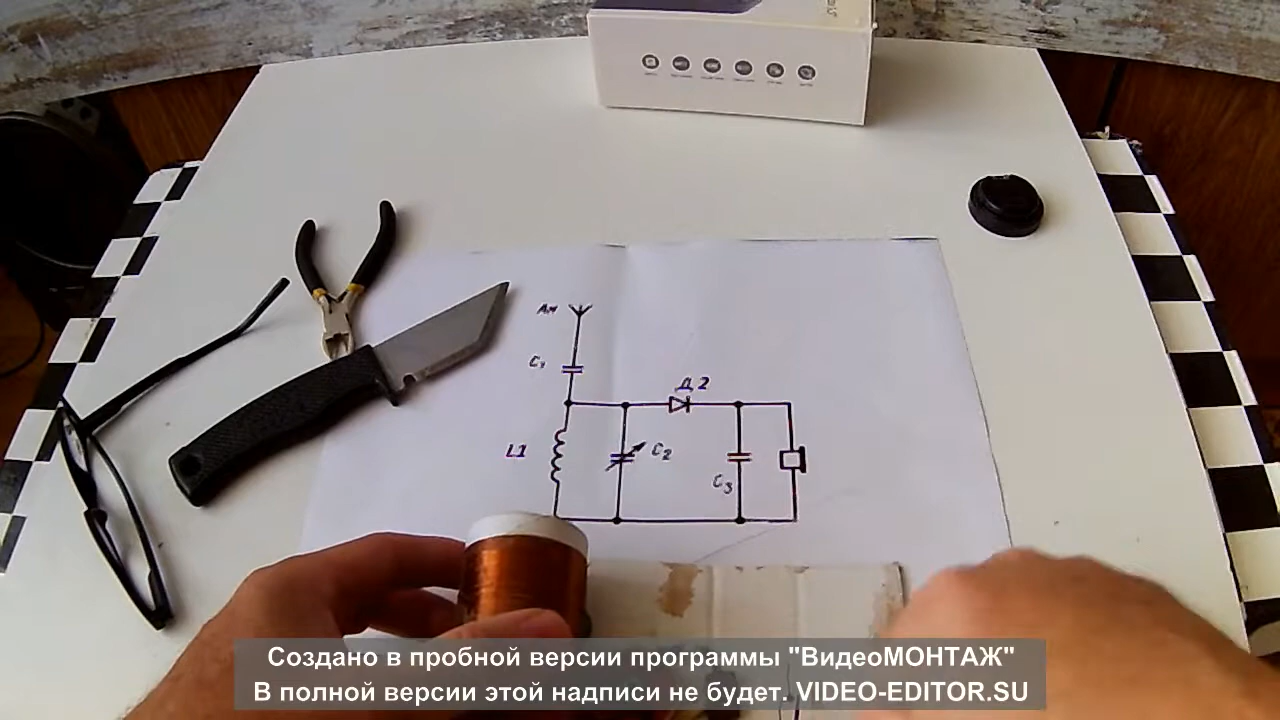 Ан
C1
Д2
L1
C2
C3
Создано в пробной версии программы "ВидеоМОНТАЖ"
В полной версии этой надписи не будет. VIDEO-EDITOR.SU